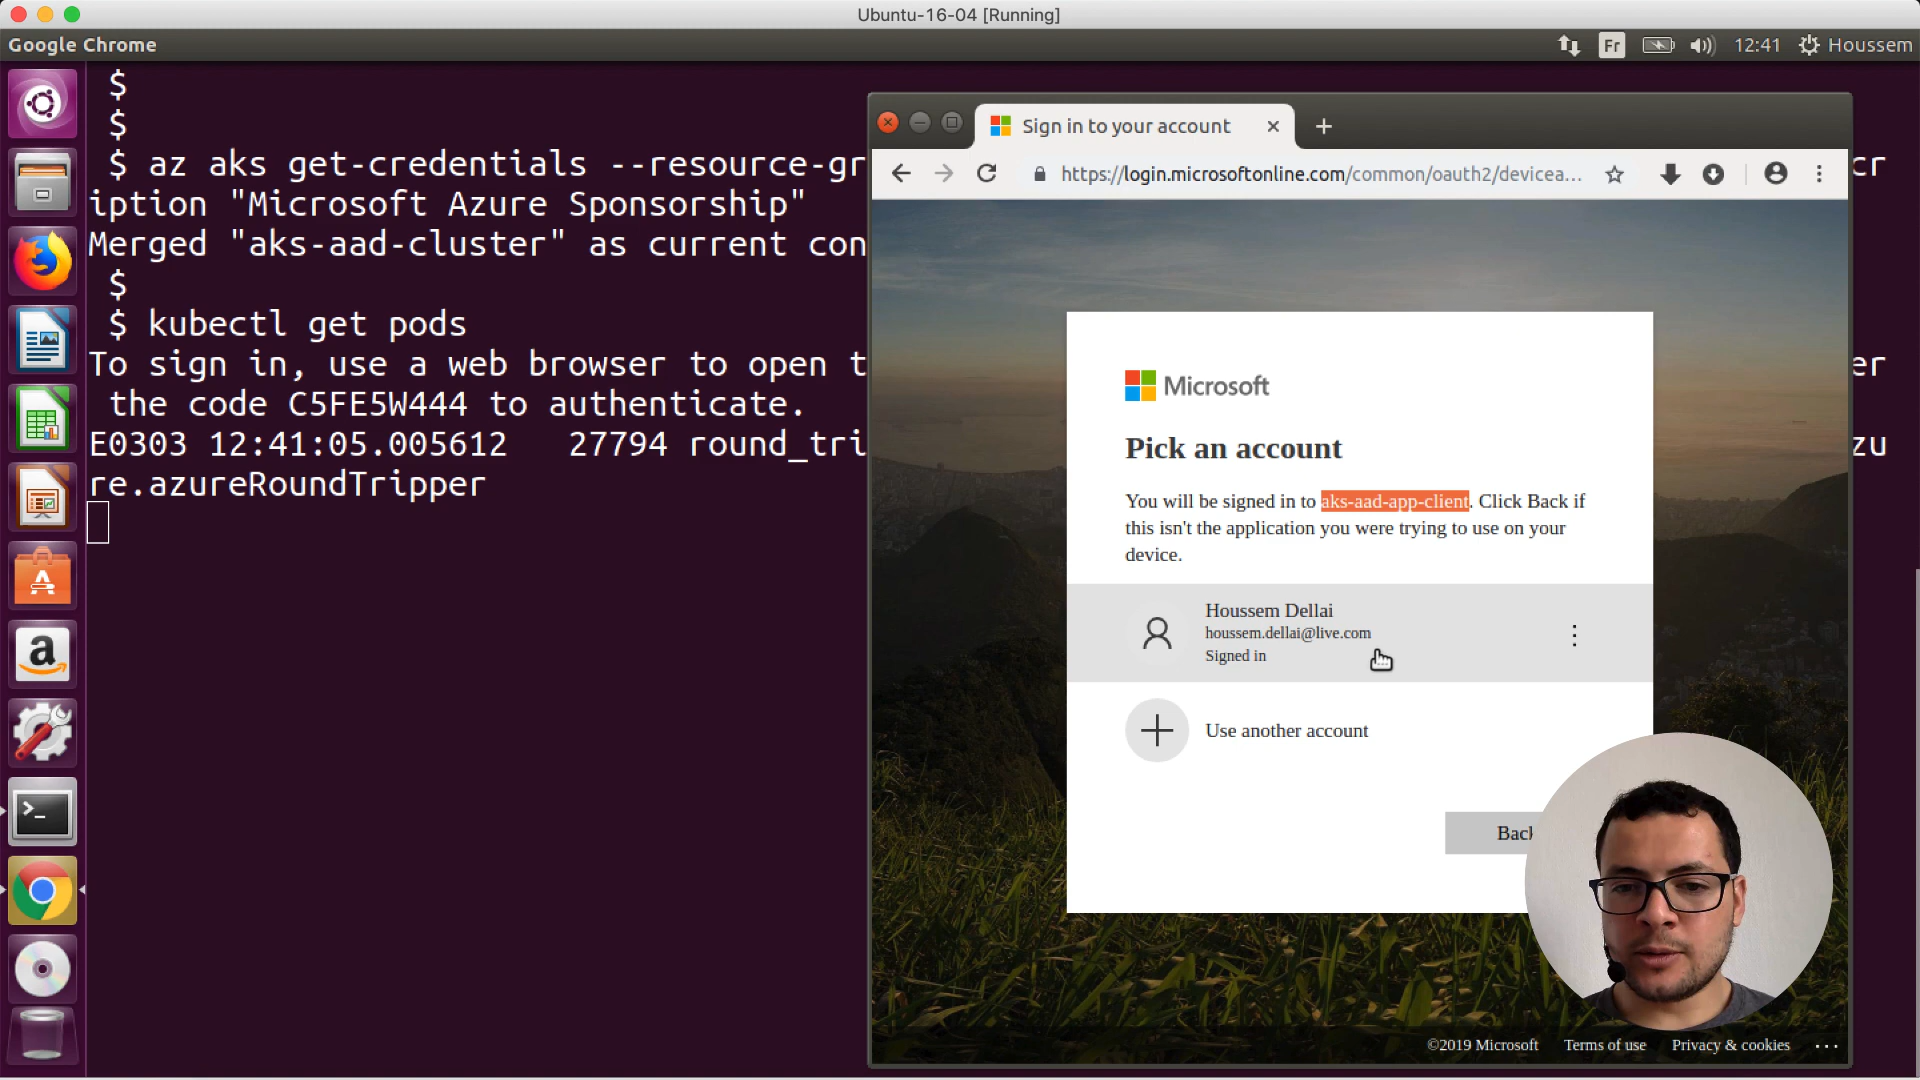 Ubuntu-16-04 [Running]
Google Chrome
Fr
12:41
Houssem
$
$
$ az aks get-credentials --resource-gr
cr
iption "Microsoft Azure Sponsorship"
Merged "aks-aad-cluster" as current con
$
$ kubectl get pods
To sign in, use a web browser to open t
er
the code C5FE5W444 to authenticate.
E0303 12:41:05.005612   27794 round_tri
zu
re.azureRoundTripper
Sign in to your account
https://login.microsoftonline.com/common/oauth2/devicea...
Microsoft
Pick an account
You will be signed in to aks-aad-app-client. Click Back if
this isn't the application you were trying to use on your
device.
Houssem Dellai
houssem.dellai@live.com
Signed in
Use another account
Back
©2019 Microsoft
Terms of use
Privacy & cookies